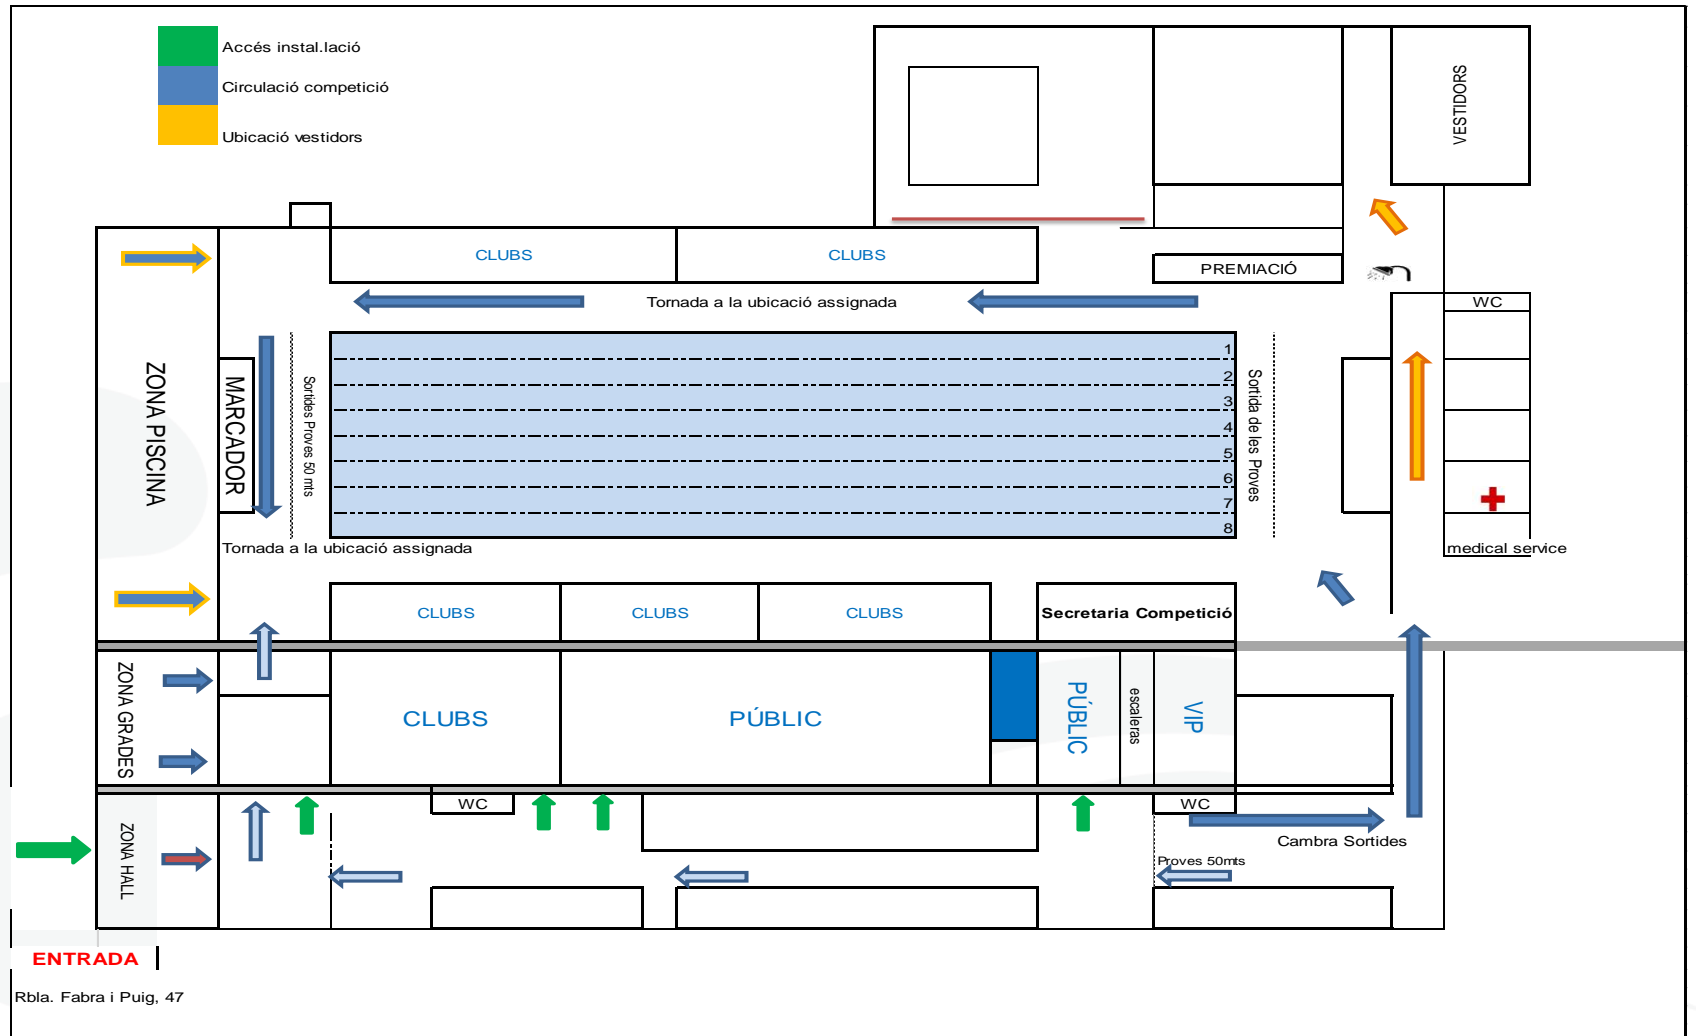 Accés instal.lació
Circulació competició
Ubicació vestidors
VESTIDORS
CLUBS
CLUBS
PREMIACIÓ
Tornada a la ubicació assignada
WC
ZONA PISCINA
MARCADOR
Sortides Proves 50 mts
1
2
3
4
5
6
7
8
Sortida de les Proves
Tornada a la ubicació assignada
medical service
CLUBS
CLUBS
CLUBS
Secretaria Competició
ZONA GRADES
CLUBS
PÚBLIC
PÚBLIC
escaleras
VIP
WC
WC
ZONA HALL
Cambra Sortides
Proves 50mts
ENTRADA
Rbla. Fabra i Puig, 47